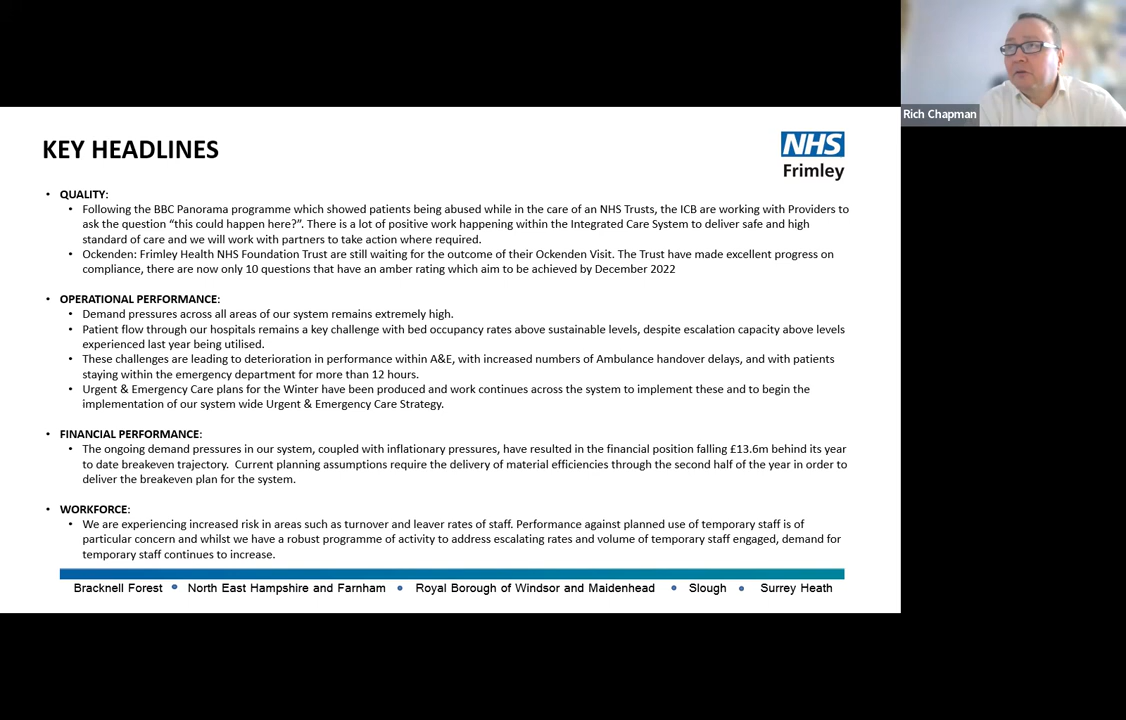 Rich Chapman
KEY HEADLINES
NHS
Frimley
• QUALITY:
• Following the BBC Panorama programme which showed patients being abused while in the care of an NHS Trusts, the ICB are working with Providers to
ask the question “this could happen here?”. There is a lot of positive work happening within the Integrated Care System to deliver safe and high
standard of care and we will work with partners to take action where required.
• Ockenden: Frimley Health NHS Foundation Trust are still waiting for the outcome of their Ockenden Visit. The Trust have made excellent progress on
compliance, there are now only 10 questions that have an amber rating which aim to be achieved by December 2022
• OPERATIONAL PERFORMANCE:
• Demand pressures across all areas of our system remains extremely high.
• Patient flow through our hospitals remains a key challenge with bed occupancy rates above sustainable levels, despite escalation capacity above levels
experienced last year being utilised.
• These challenges are leading to deterioration in performance within A&E, with increased numbers of Ambulance handover delays, and with patients
staying within the emergency department for more than 12 hours.
• Urgent & Emergency Care plans for the Winter have been produced and work continues across the system to implement these and to begin the
implementation of our system wide Urgent & Emergency Care Strategy.
• FINANCIAL PERFORMANCE:
• The ongoing demand pressures in our system, coupled with inflationary pressures, have resulted in the financial position falling £13.6m behind its year
to date breakeven trajectory. Current planning assumptions require the delivery of material efficiencies through the second half of the year in order to
deliver the breakeven plan for the system.
• WORKFORCE:
• We are experiencing increased risk in areas such as turnover and leaver rates of staff. Performance against planned use of temporary staff is of
particular concern and whilst we have a robust programme of activity to address escalating rates and volume of temporary staff engaged, demand for
temporary staff continues to increase.
Bracknell Forest • North East Hampshire and Farnham • Royal Borough of Windsor and Maidenhead • Slough • Surrey Heath